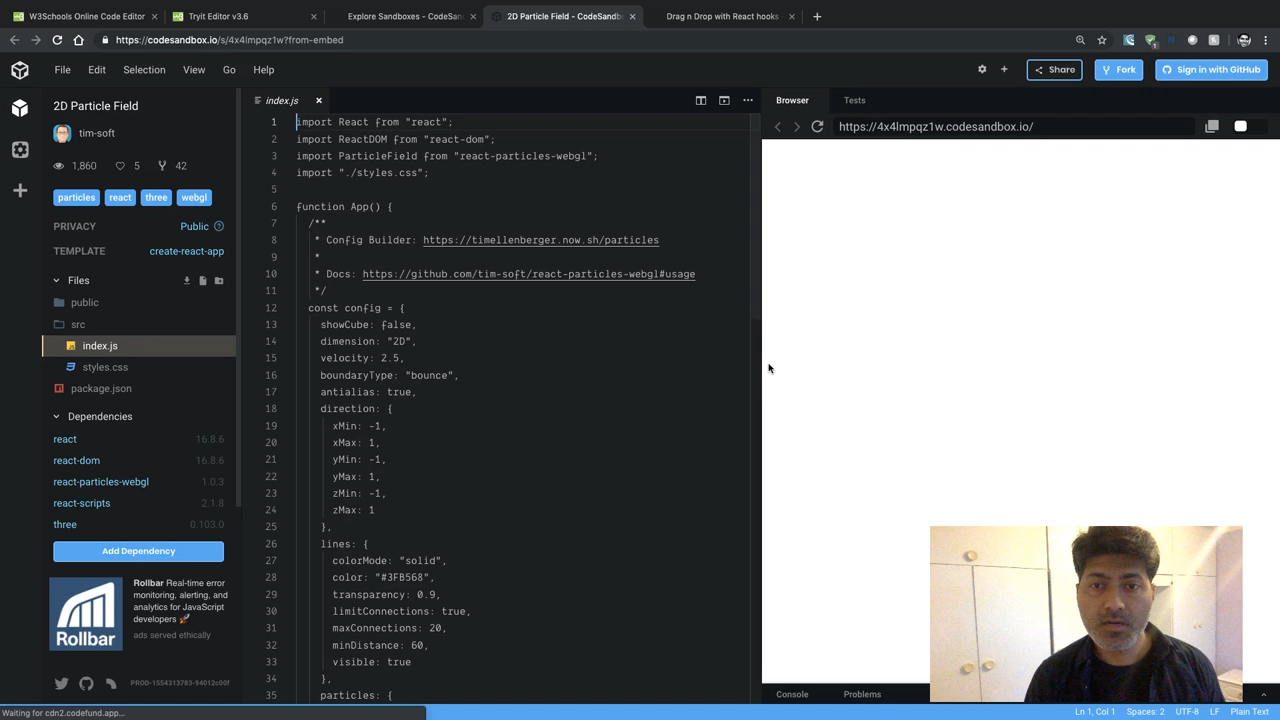 W3Schools Online Code Editor
Tryit Editor v3.6
Explore Sandboxes - CodeSan
2D Particle Field - CodeSandb
Drag n Drop with React hooks
https://codesandbox.io/s/4x4lmpqz1w?from-embed
File Edit Selection View Go Help
Share
Fork
Sign in with GitHub
2D Particle Field
tim-soft
1,860 5 42
particles react three webgl
PRIVACY Public
TEMPLATE create-react-app
Files
public
src
index.js
styles.css
package.json
Dependencies
react 16.8.6
react-dom 16.8.6
react-particles-webgl 1.0.3
react-scripts 2.1.8
three 0.103.0
Add Dependency
Rollbar
Rollbar Real-time error
monitoring, alerting, and
analytics for JavaScript
developers 🚀
ads served ethically
PROD-1554313783-94012c00f
Waiting for cdn2.codefund.app...
index.js
1 import React from "react";
2 import ReactDOM from "react-dom";
3 import ParticleField from "react-particles-webgl";
4 import "./styles.css";
5
6 function App() {
7 /**
8 * Config Builder: https://timellenberger.now.sh/particles
9 *
10 * Docs: https://github.com/tim-soft/react-particles-webgl#usage
11 */
12 const config = {
13 showCube: false,
14 dimension: "2D",
15 velocity: 2.5,
16 boundaryType: "bounce",
17 antialias: true,
18 direction: {
19 xMin: -1,
20 xMax: 1,
21 yMin: -1,
22 yMax: 1,
23 zMin: -1,
24 zMax: 1
25 },
26 lines: {
27 colorMode: "solid",
28 color: "#3FB568",
29 transparency: 0.9,
30 limitConnections: true,
31 maxConnections: 20,
32 minDistance: 60,
33 visible: true
34 },
35 particles: {
Browser Tests
https://4x4lmpqz1w.codesandbox.io/
Console Problems
Ln 1, Col 1 Spaces: 2 UTF-8 LF Plain Text